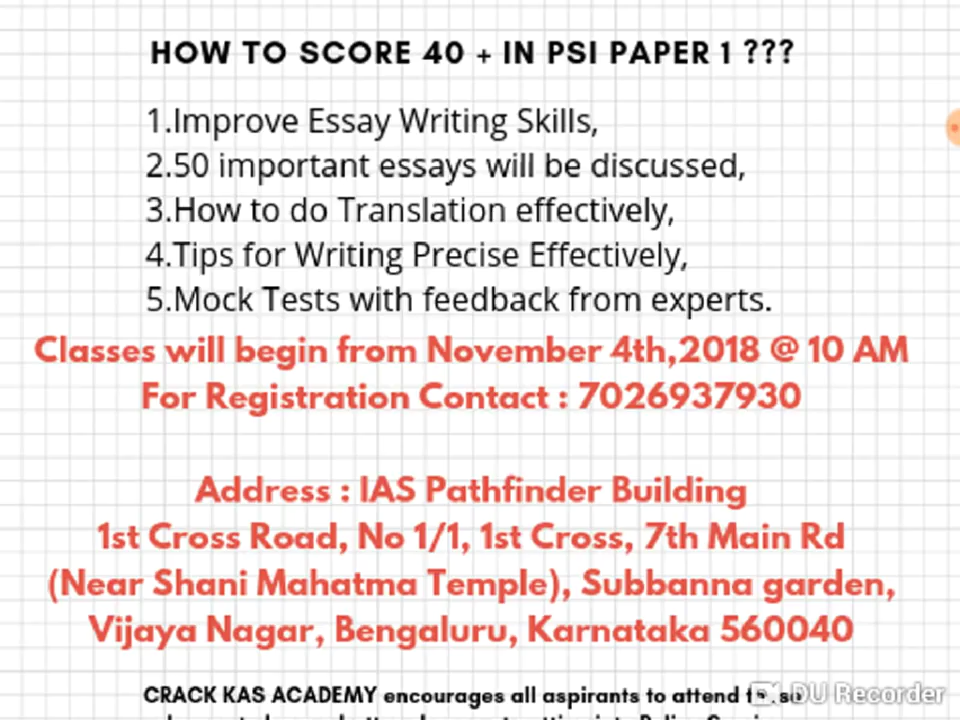 HOW TO SCORE 40 + IN PSI PAPER 1 ???
1.Improve Essay Writing Skills,
2.50 important essays will be discussed,
3.How to do Translation effectively,
4.Tips for Writing Precise Effectively,
5.Mock Tests with feedback from experts.
Classes will begin from November 4th,2018 @ 10 AM
For Registration Contact : 7026937930
Address : IAS Pathfinder Building
1st Cross Road, No 1/1, 1st Cross, 7th Main Rd
(Near Shani Mahatma Temple), Subbanna garden,
Vijaya Nagar, Bengaluru, Karnataka 560040
CRACK KAS ACADEMY encourages all aspirants to attend
DU Recorder